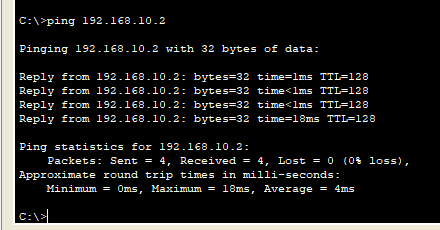 C:\>ping 192.168.10.2
Pinging 192.168.10.2 with 32 bytes of data:
Reply from 192.168.10.2: bytes=32 time=1ms TTL=128
Reply from 192.168.10.2: bytes=32 time<1ms TTL=128
Reply from 192.168.10.2: bytes=32 time<1ms TTL=128
Reply from 192.168.10.2: bytes=32 time=18ms TTL=128
Ping statistics for 192.168.10.2:
    Packets: Sent = 4, Received = 4, Lost = 0 (0% loss),
Approximate round trip times in milli-seconds:
    Minimum = 0ms, Maximum = 18ms, Average = 4ms
C:\>